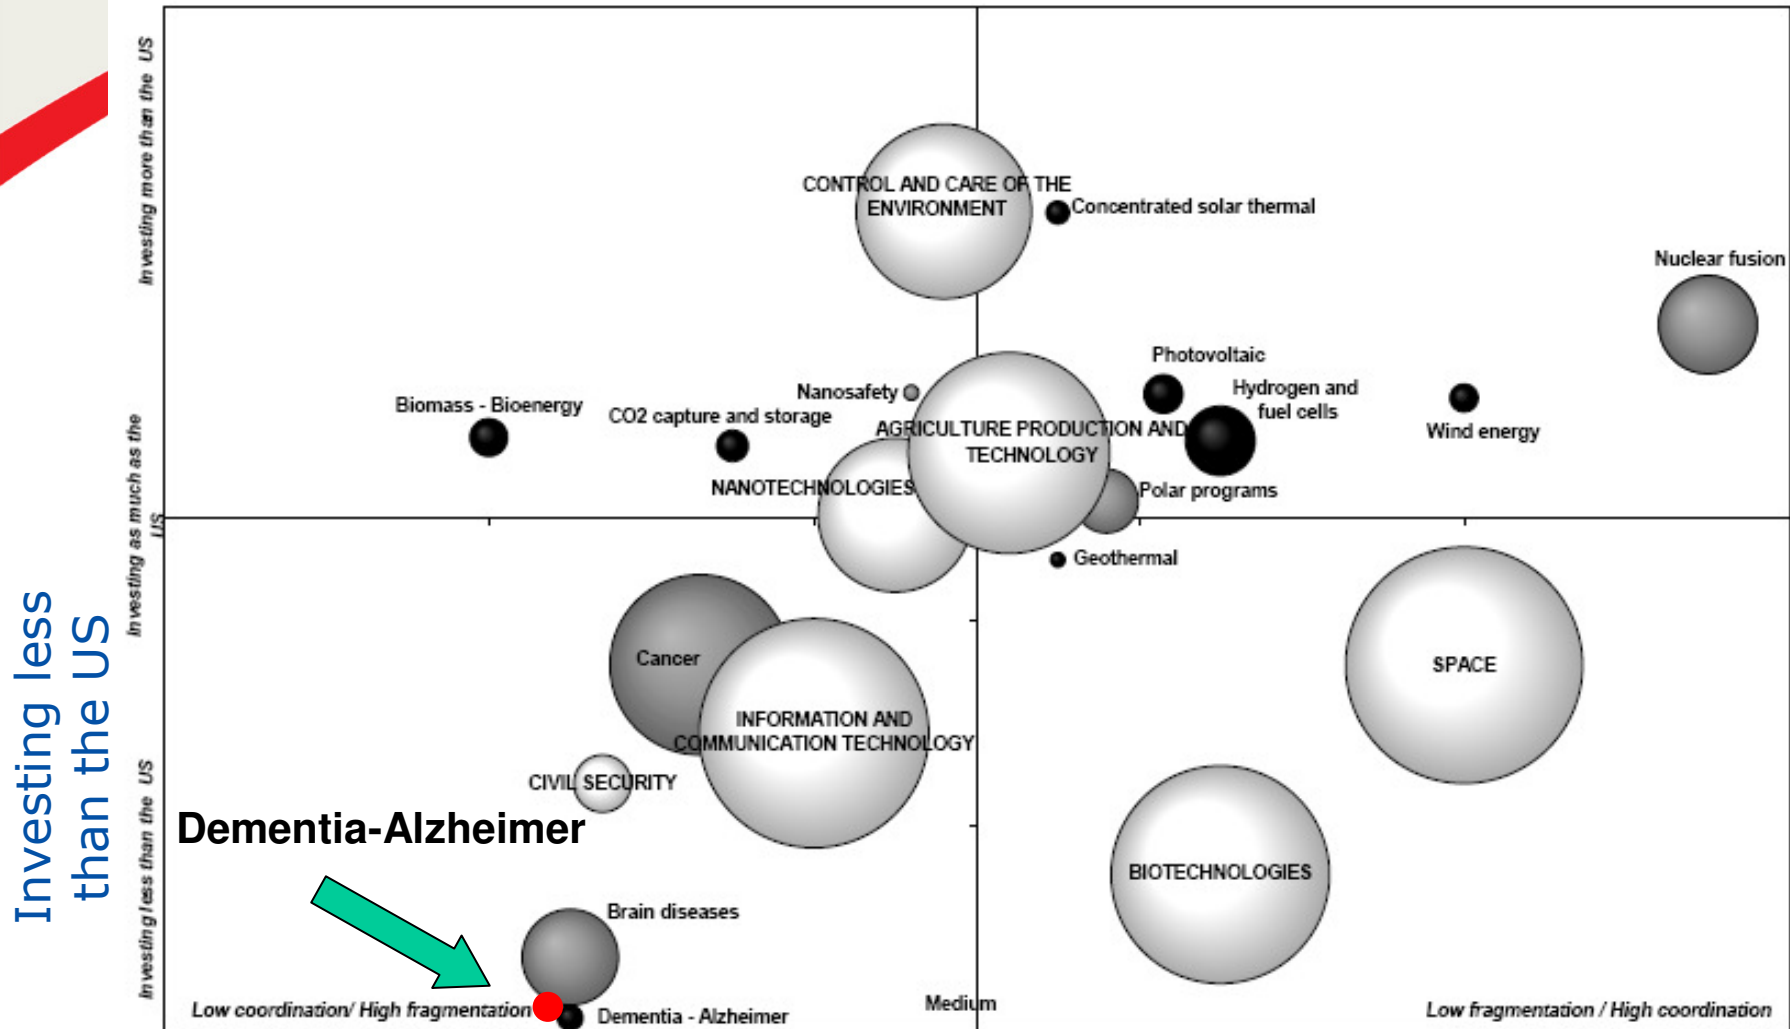 Investing more than the US
CONTROL AND CARE OF THE
ENVIRONMENT
Concentrated solar thermal
Nuclear fusion
Photovoltaic
Hydrogen and
fuel cells
Wind energy
Nanosafety
Biomass - Bioenergy
CO2 capture and storage
AGRICULTURE PRODUCTION AND
TECHNOLOGY
NANOTECHNOLOGIES
Polar programs
Investing as much as the
US
Geothermal
Cancer
SPACE
INFORMATION AND
COMMUNICATION TECHNOLOGY
CIVIL SECURITY
Investing less
than the US
Investing less than the US
Dementia-Alzheimer
BIOTECHNOLOGIES
Brain diseases
Low coordination/ High fragmentation
Dementia - Alzheimer
Medium
Low fragmentation / High coordination